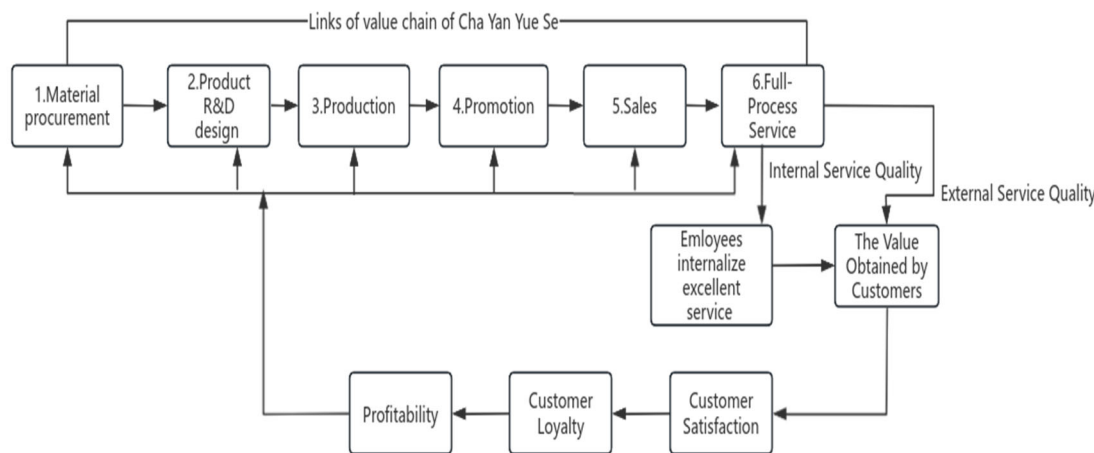 Links of value chain of Cha Yan Yue Se
1.Material
procurement
2.Product
R&D
design
3.Production
4.Promotion
5.Sales
6.Full-
Process
Service
Internal Service Quality
External Service Quality
Emloyees
internalize
excellent
service
The Value
Obtained by
Customers
Profitability
Customer
Loyalty
Customer
Satisfaction